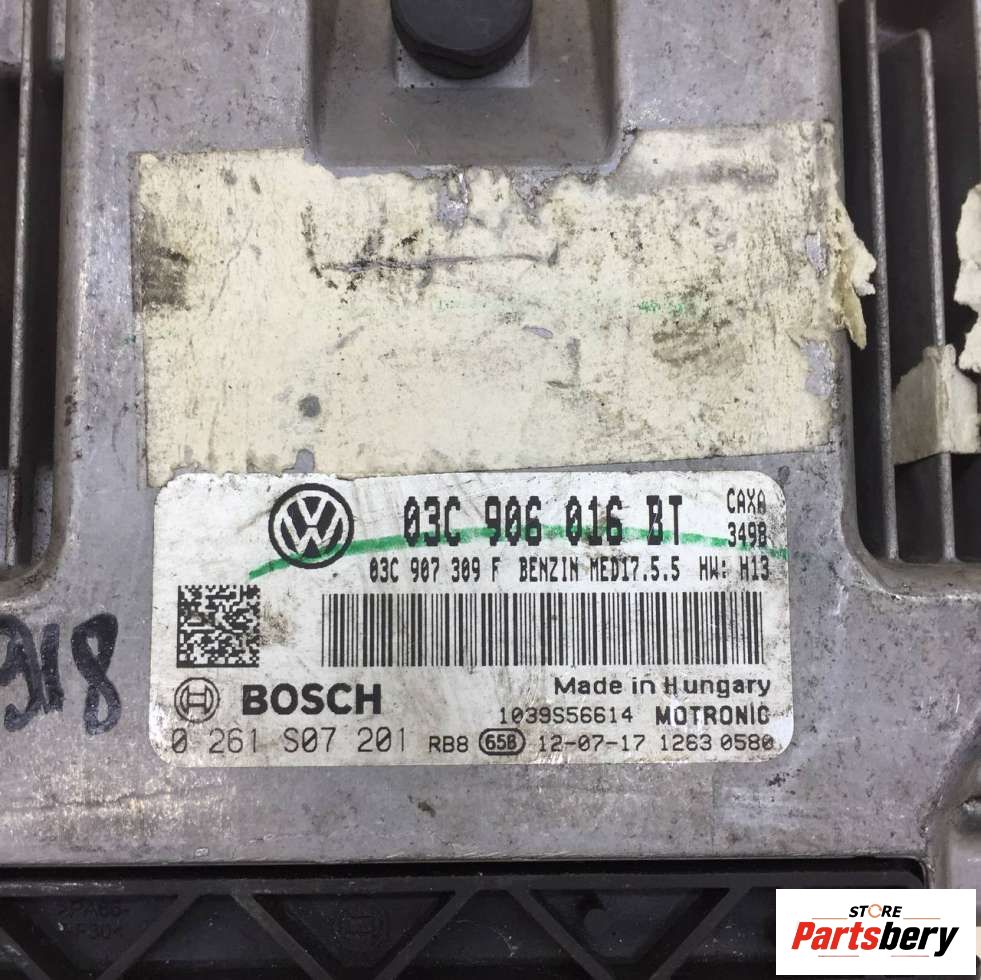 03C 906 016 BT CAXA
3498
03C 907 309 F BENZIN MED17.5.5 HW: H13
918
Made in Hungary
BOSCH
1039S56614 MOTRONIC
0 261 S07 201 RB8 65B 12-07-17 1263 0580
STORE
Partsbery